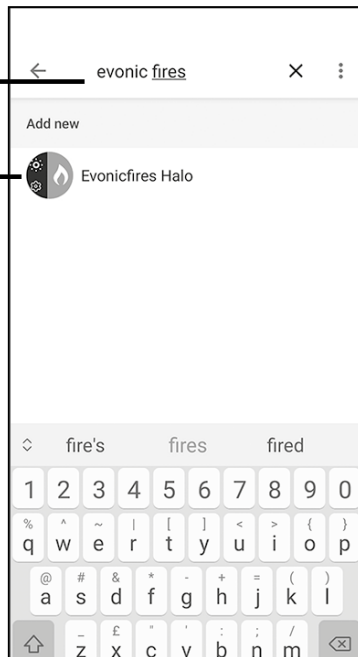 evonic fires
Add new
Evonicfires Halo
fire's fires fired
1 2 3 4 5 6 7 8 9 0
% ^ ~ | [ ] < > { }
q w e r t y u i o p
@ # & * - + = ( )
a s d f g h j k l
_ £ " ' : ; /
z x c v b n m